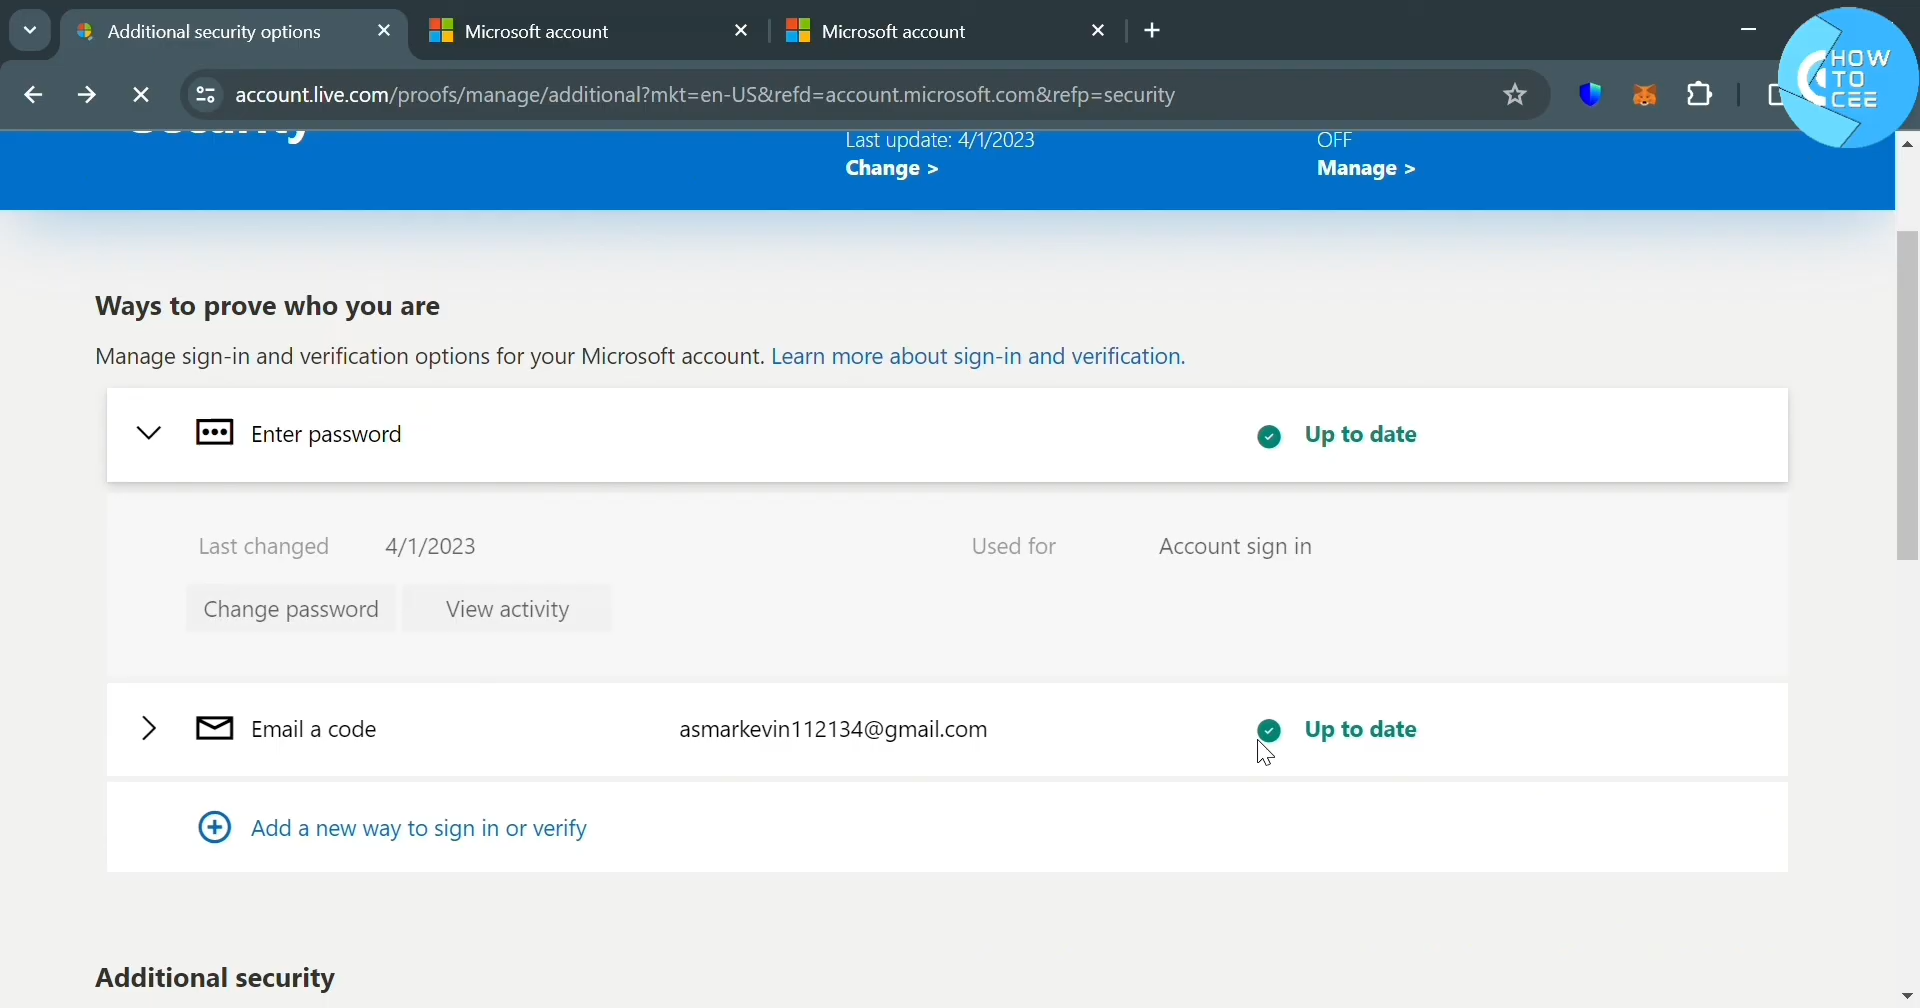 Additional security options
Microsoft account
Microsoft account
account.live.com/proofs/manage/additional?mkt=en-US&refd=account.microsoft.com&refp=security
HOW
TO
CEE
Security
Last update: 4/1/2023
OFF
Change >
Manage >
Ways to prove who you are
Manage sign-in and verification options for your Microsoft account. Learn more about sign-in and verification.
Enter password
Up to date
Last changed 4/1/2023
Used for Account sign in
Change password
View activity
Email a code
asmarkevin112134@gmail.com
Up to date
Add a new way to sign in or verify
Additional security